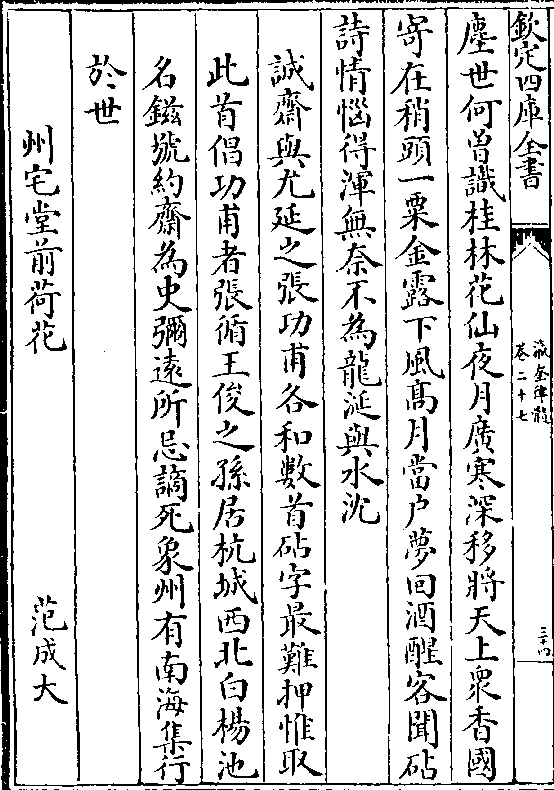 欽定四庫全書
瀛奎律髓
卷二十七
三十四
塵世何曽識桂林花仙夜月廣寒深移將天上衆香國
寄在稍頭一粟金露下風髙月當户夢回酒醒客聞砧
詩情惱得渾無奈不為龍涎與水沈
誠齋與尤延之張功甫各和數首砧字最難押惟取
此首倡功甫者張循王俊之孫居杭城西北白楊池
名鎡號約齋為史彌遠所忌謫死象州有南海集行
於世
州宅堂前荷花 范成大